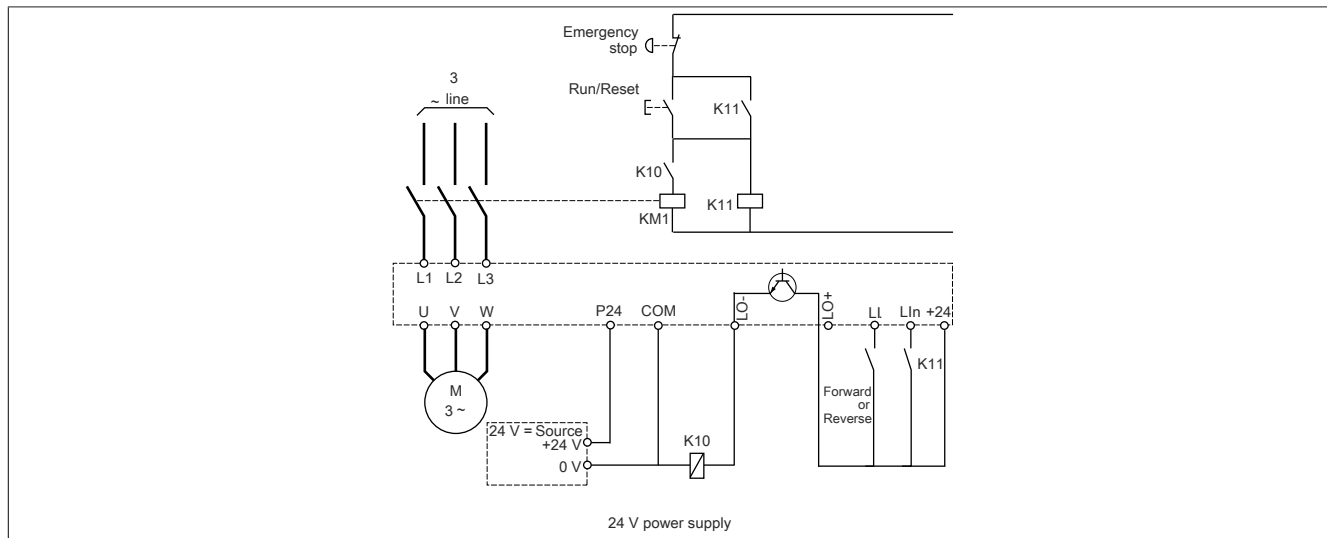 Emergency
stop
3
~ line
Run/Reset
K11
K10
KM1
K11
L1 L2 L3
U V W P24 COM LO- LO+ LI. LIn +24
K11
M
3 ~
Forward
or
Reverse
24 V = Source
+24 V
0 V
K10
24 V power supply